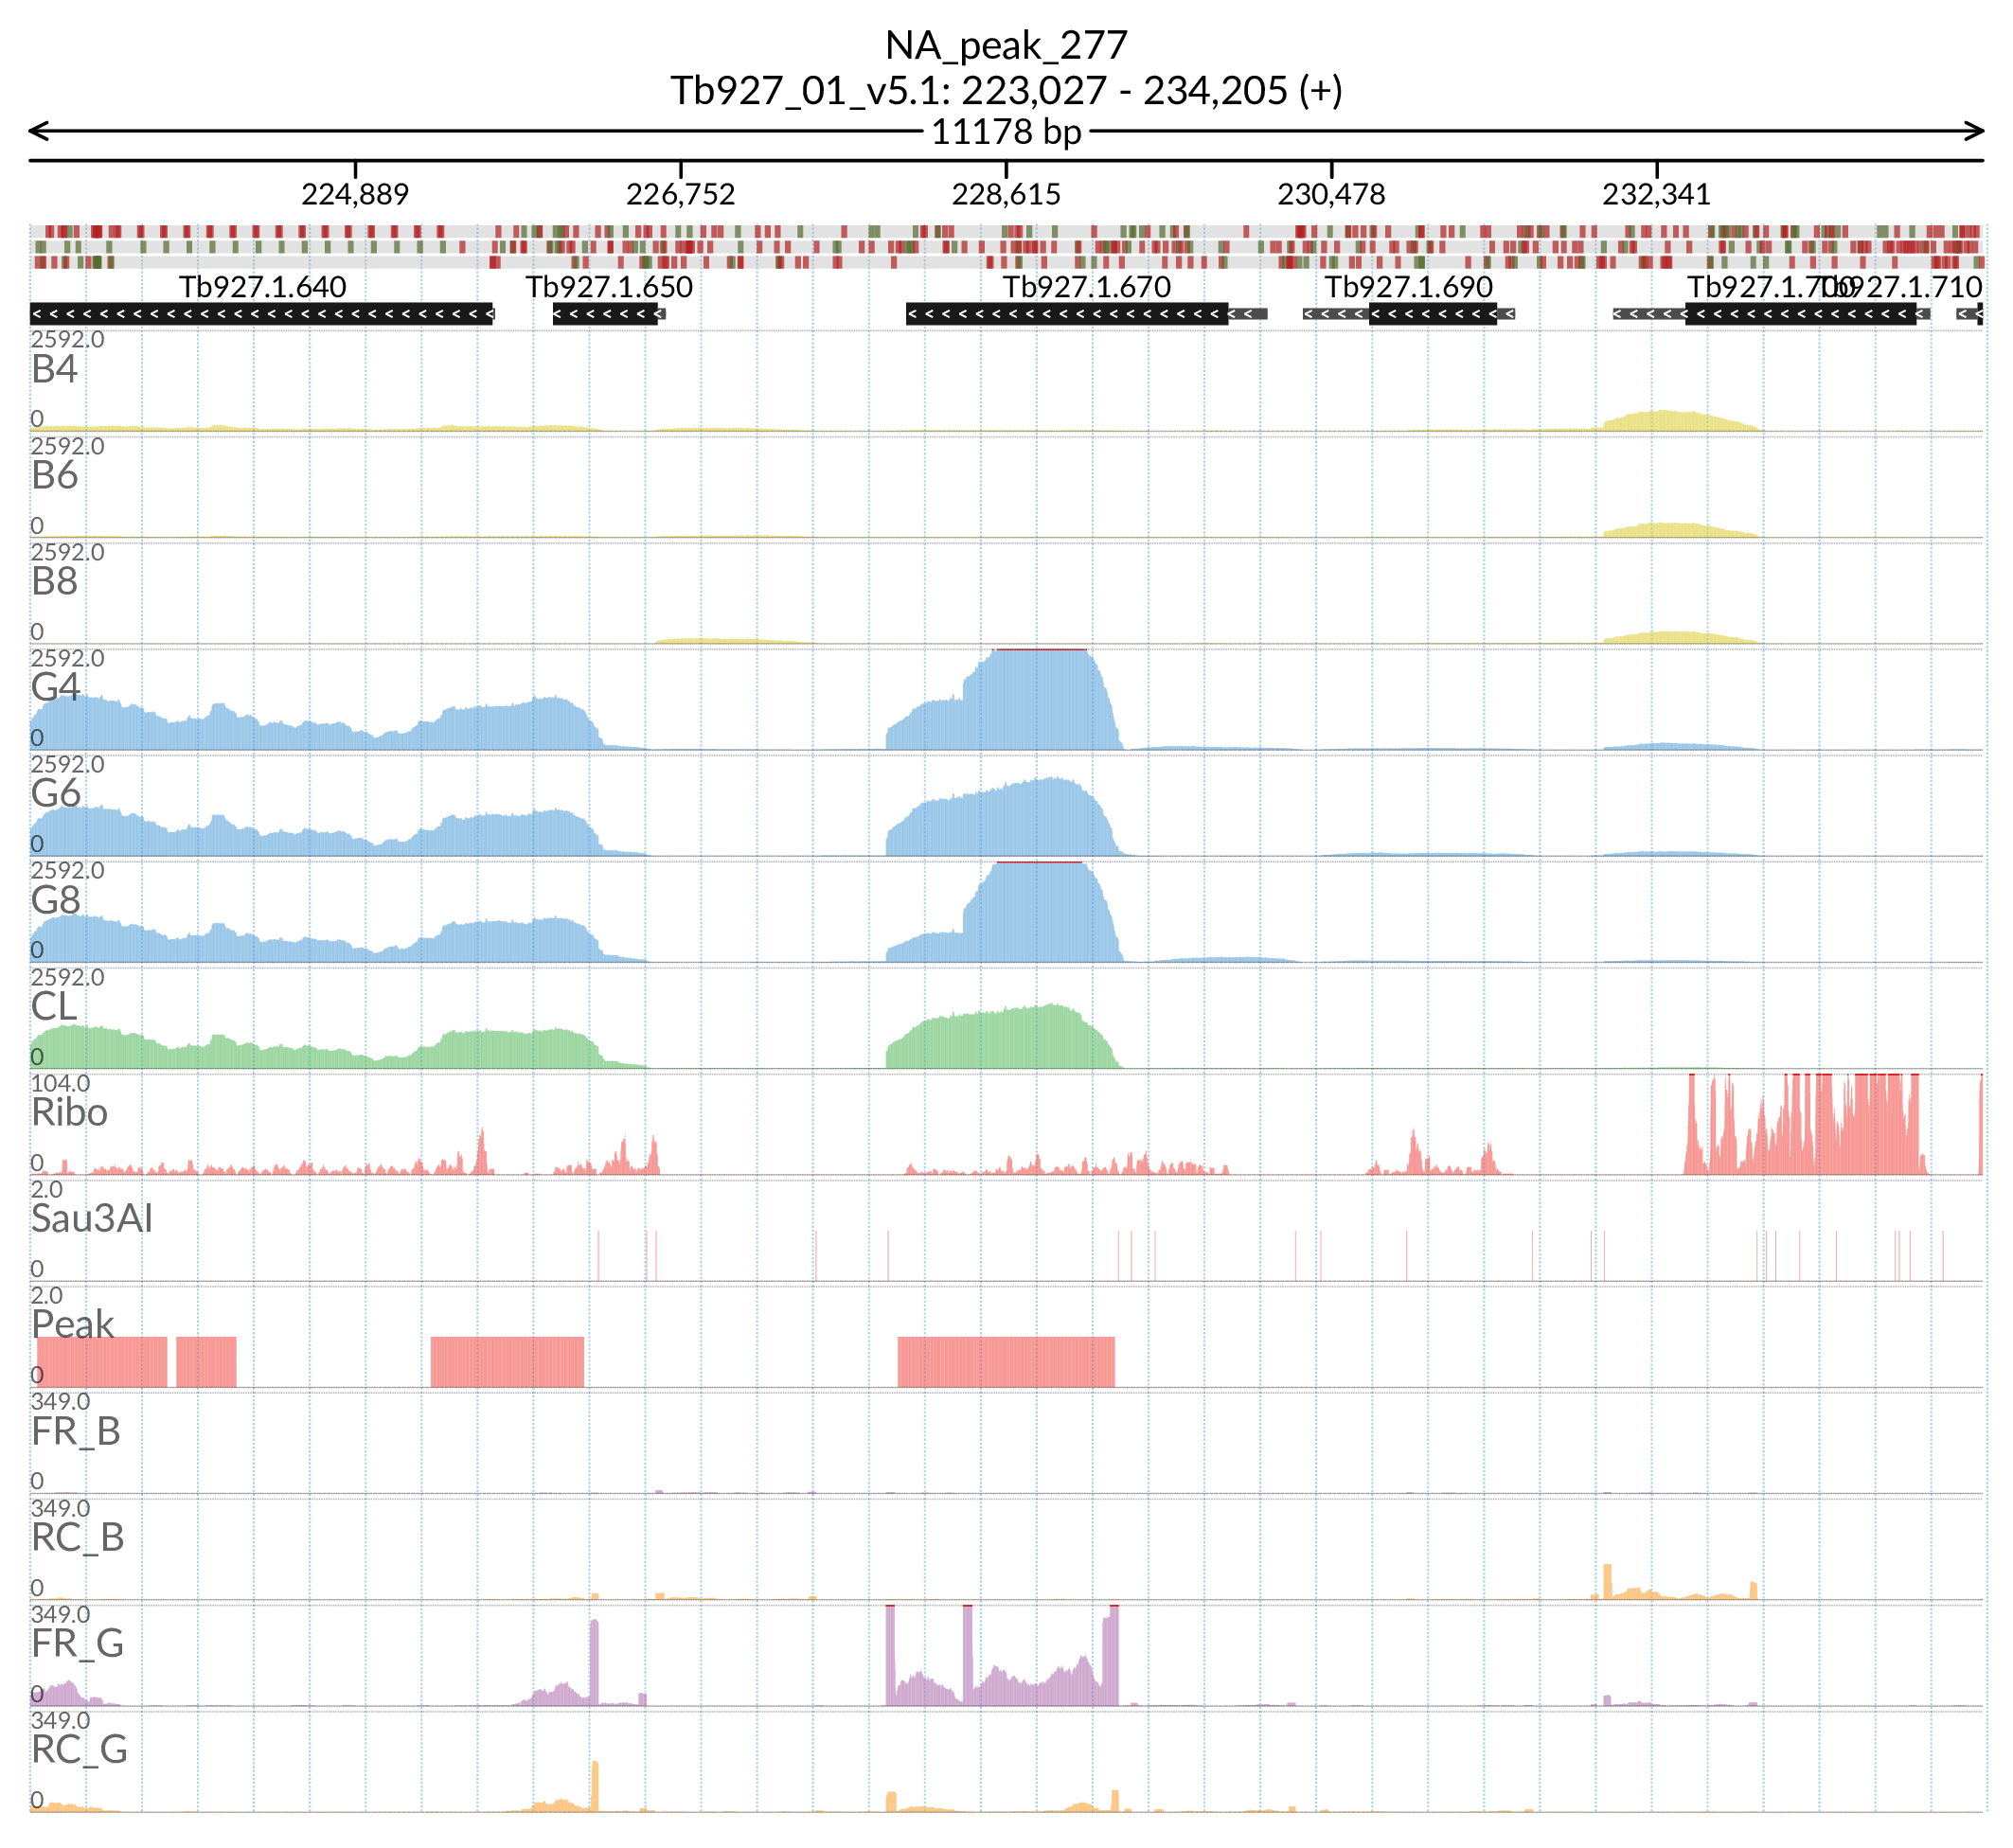 NA_peak_277
Tb927_01_v5.1: 223,027 - 234,205 (+)
11178 bp
224,889 226,752 228,615 230,478 232,341
Tb927.1.640 Tb927.1.650 Tb927.1.670 Tb927.1.690 Tb927.1.700 Tb927.1.710
2592.0
B4
0
2592.0
B6
0
2592.0
B8
0
2592.0
G4
0
2592.0
G6
0
2592.0
G8
0
2592.0
CL
0
104.0
Ribo
0
2.0
Sau3AI
0
2.0
Peak
0
349.0
FR_B
0
349.0
RC_B
0
349.0
FR_G
0
349.0
RC_G
0